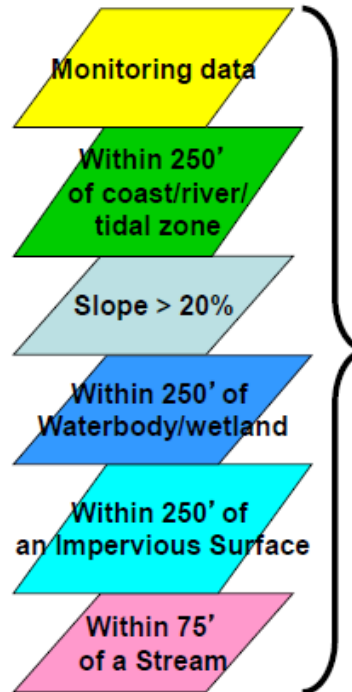 Monitoring data
Within 250'
of coast/river/
tidal zone
Slope > 20%
Within 250' of
Waterbody/wetland
Within 250' of
an Impervious Surface
Within 75'
of a Stream